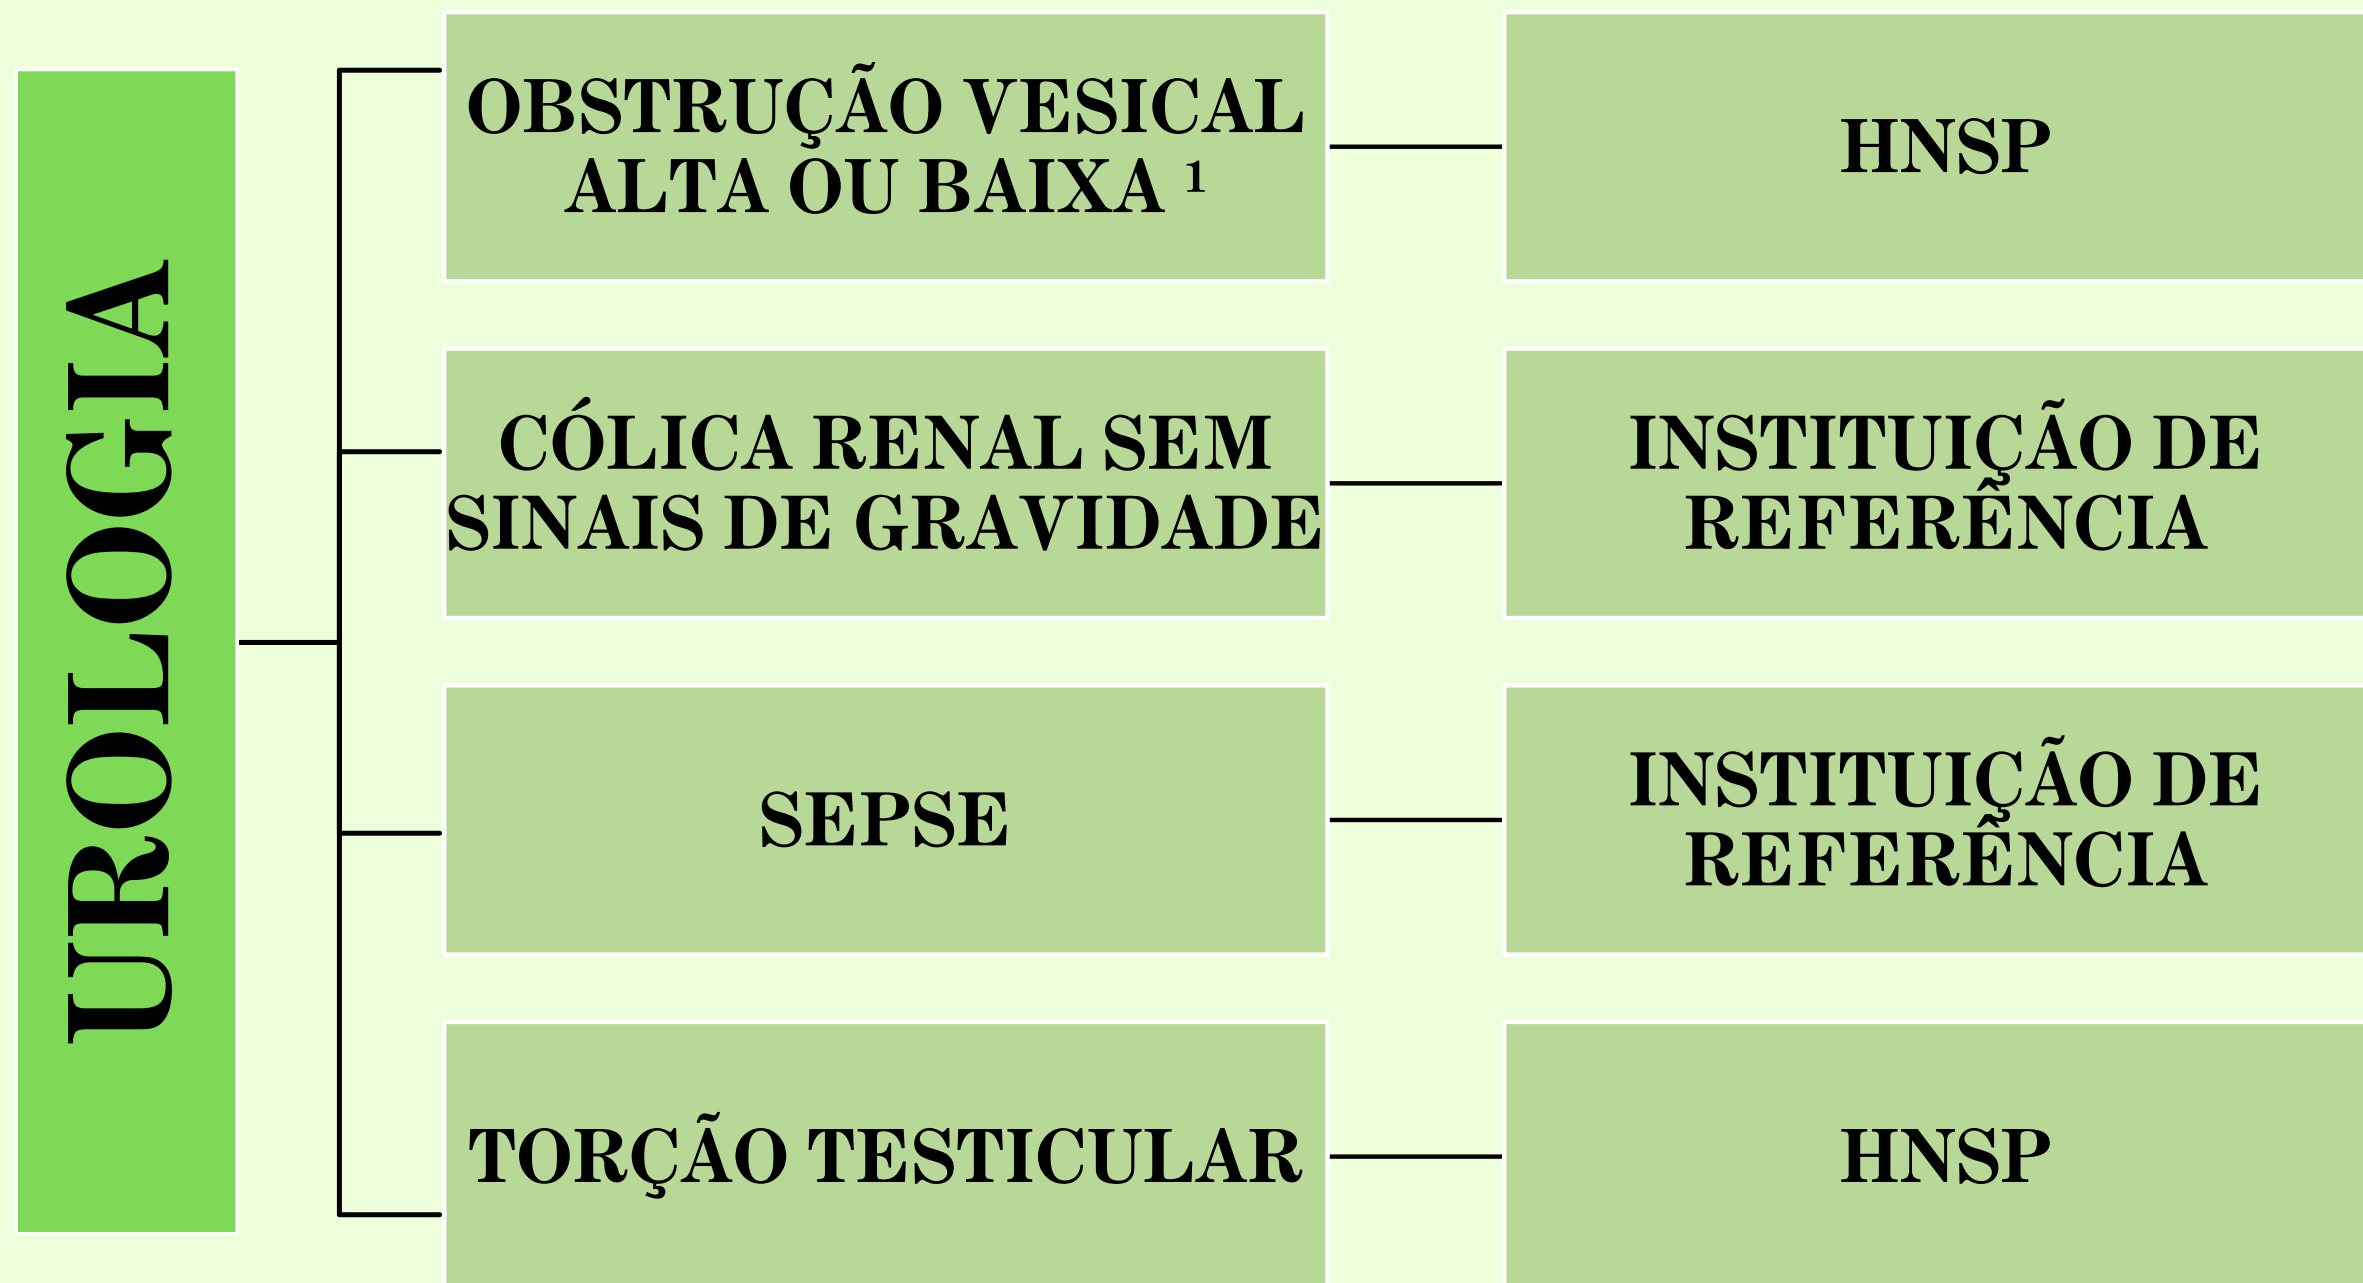 UROLOGIA
OBSTRUÇÃO VESICAL
ALTA OU BAIXA ¹
HNSP
CÓLICA RENAL SEM
SINAIS DE GRAVIDADE
INSTITUIÇÃO DE
REFERÊNCIA
SEPSE
INSTITUIÇÃO DE
REFERÊNCIA
TORÇÃO TESTICULAR
HNSP